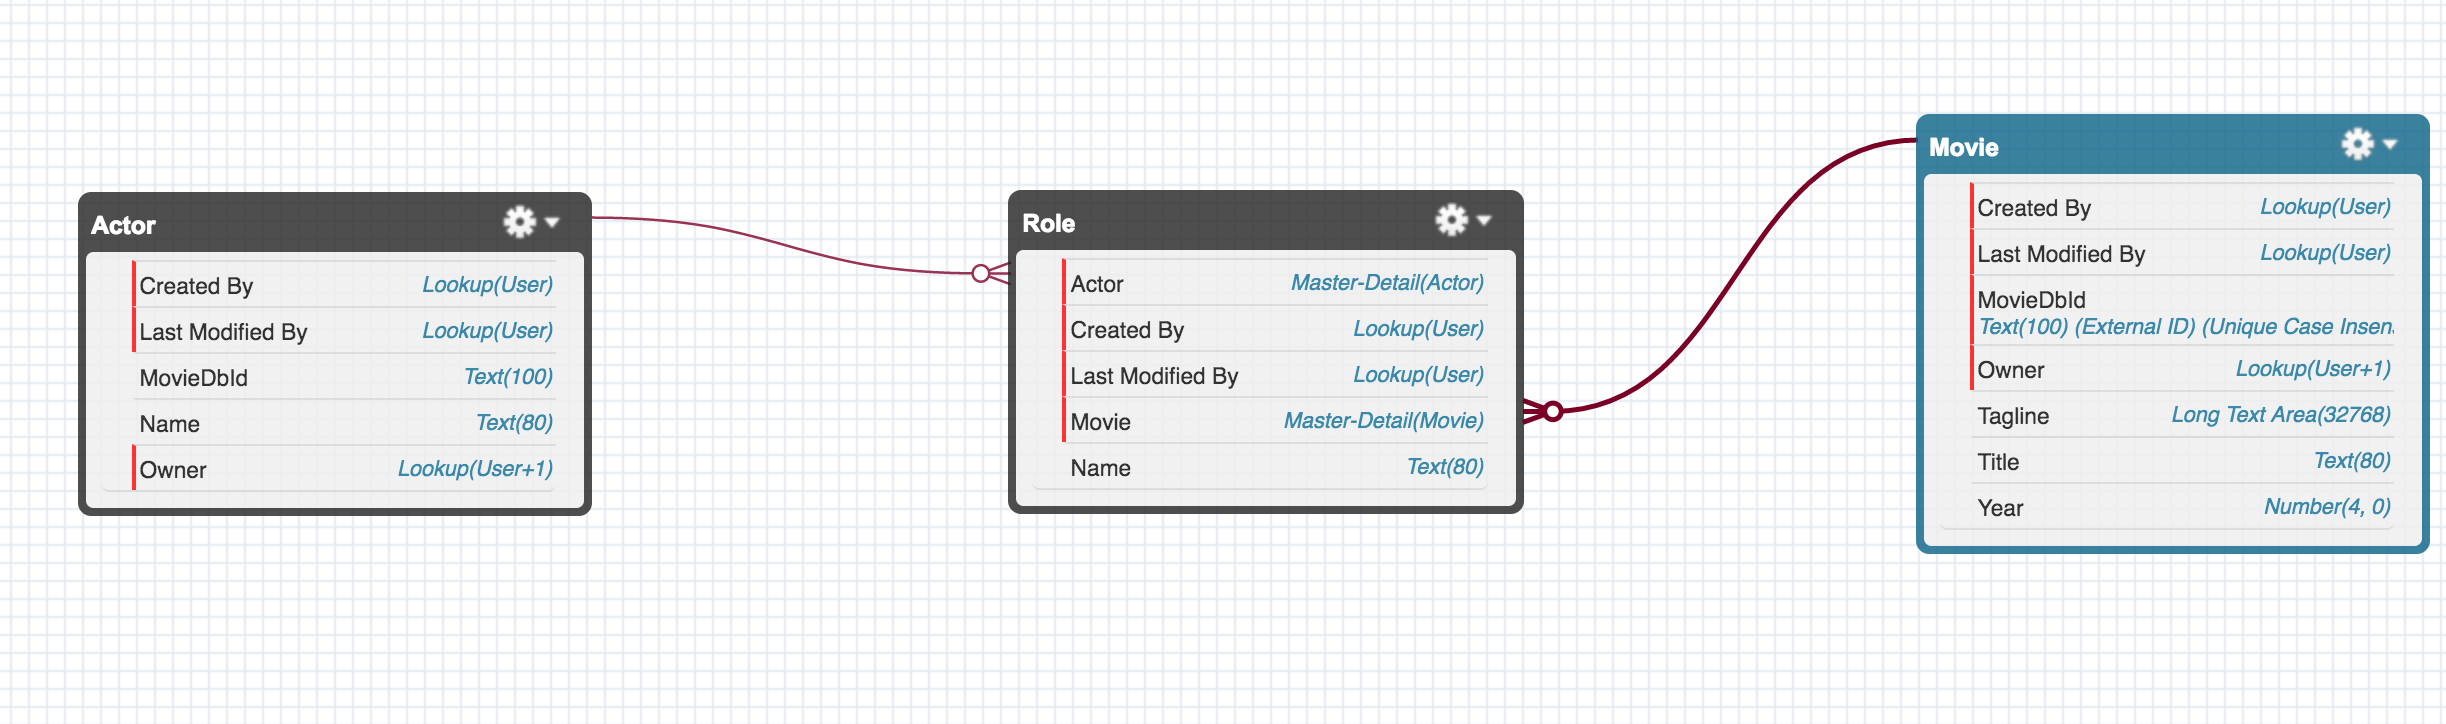 Actor
Created By Lookup(User)
Last Modified By Lookup(User)
MovieDbId Text(100)
Name Text(80)
Owner Lookup(User+1)
Role
Actor Master-Detail(Actor)
Created By Lookup(User)
Last Modified By Lookup(User)
Movie Master-Detail(Movie)
Name Text(80)
Movie
Created By Lookup(User)
Last Modified By Lookup(User)
MovieDbId
Text(100) (External ID) (Unique Case Insen
Owner Lookup(User+1)
Tagline Long Text Area(32768)
Title Text(80)
Year Number(4, 0)